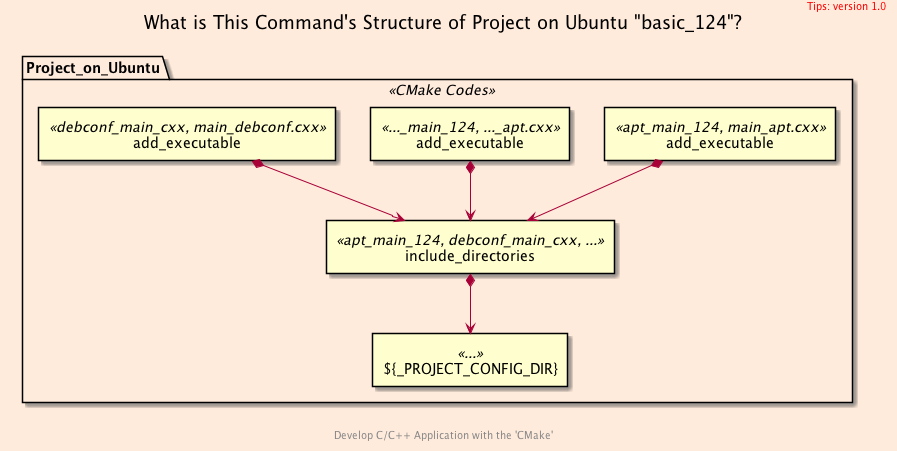 Tips: version 1.0
What is This Command's Structure of Project on Ubuntu "basic_124"?
Project_on_Ubuntu
«CMake Codes»
«debconf_main_cxx, main_debconf.cxx»
add_executable
«..._main_124, ..._apt.cxx»
add_executable
«apt_main_124, main_apt.cxx»
add_executable
«apt_main_124, debconf_main_cxx, ...»
include_directories
«...»
${_PROJECT_CONFIG_DIR}
Develop C/C++ Application with the 'CMake'